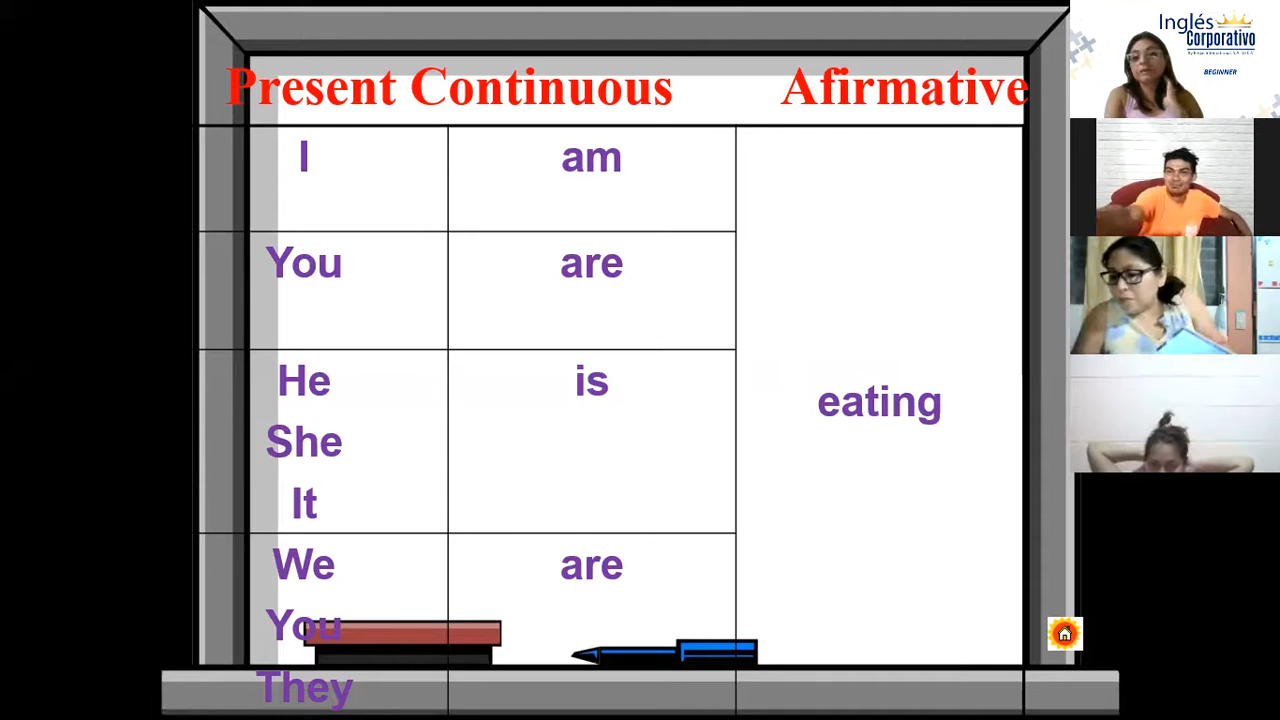 Present Continuous Afirmative
I am
You are
He is
She
It
eating
We are
You
They
Inglés
Corporativo
BEGINNER